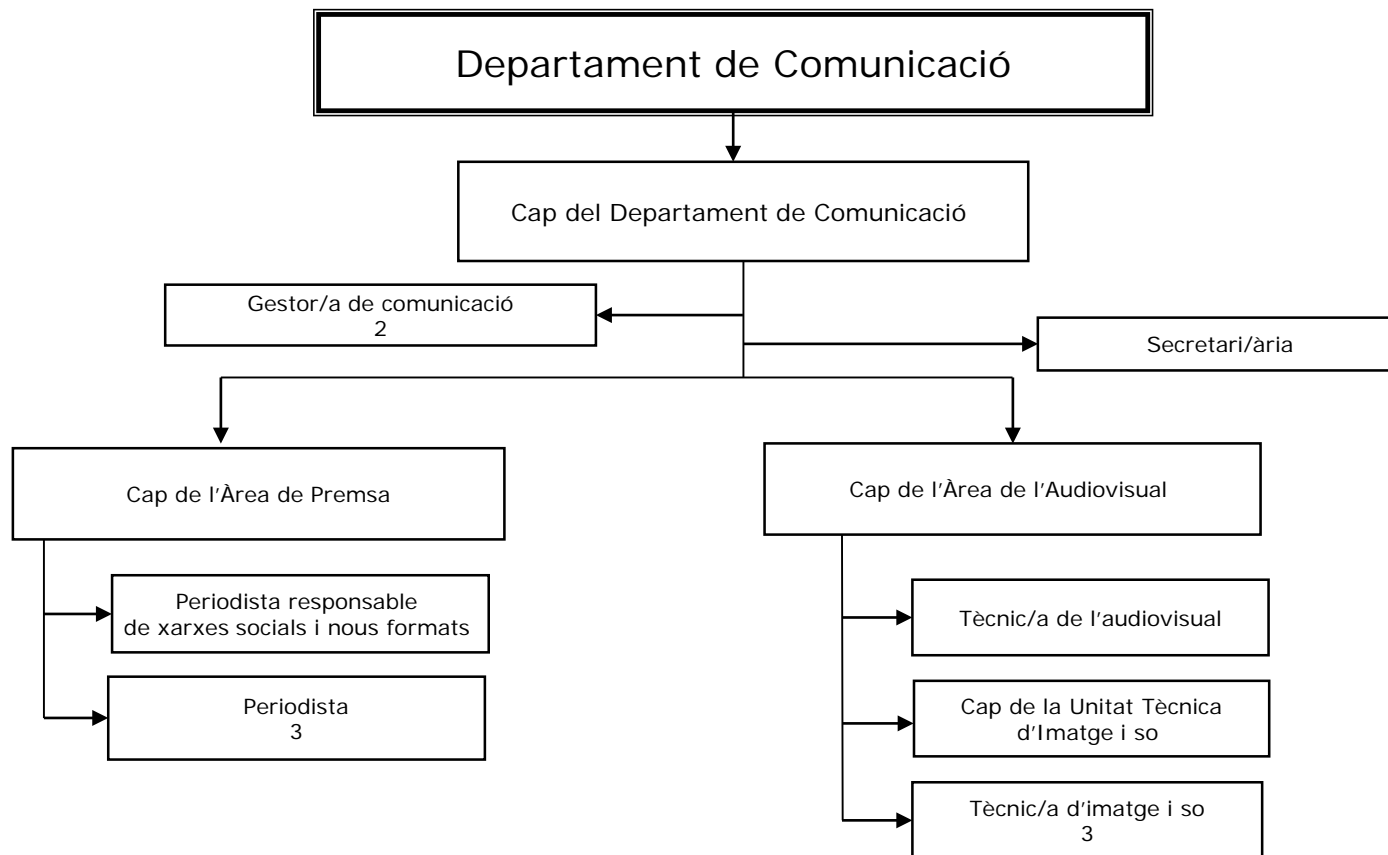 Departament de Comunicació
Cap del Departament de Comunicació
Gestor/a de comunicació
2
Secretari/ària
Cap de l'Àrea de Premsa
Cap de l'Àrea de l'Audiovisual
Periodista responsable
de xarxes socials i nous formats
Periodista
3
Tècnic/a de l'audiovisual
Cap de la Unitat Tècnica
d'Imatge i so
Tècnic/a d'imatge i so
3